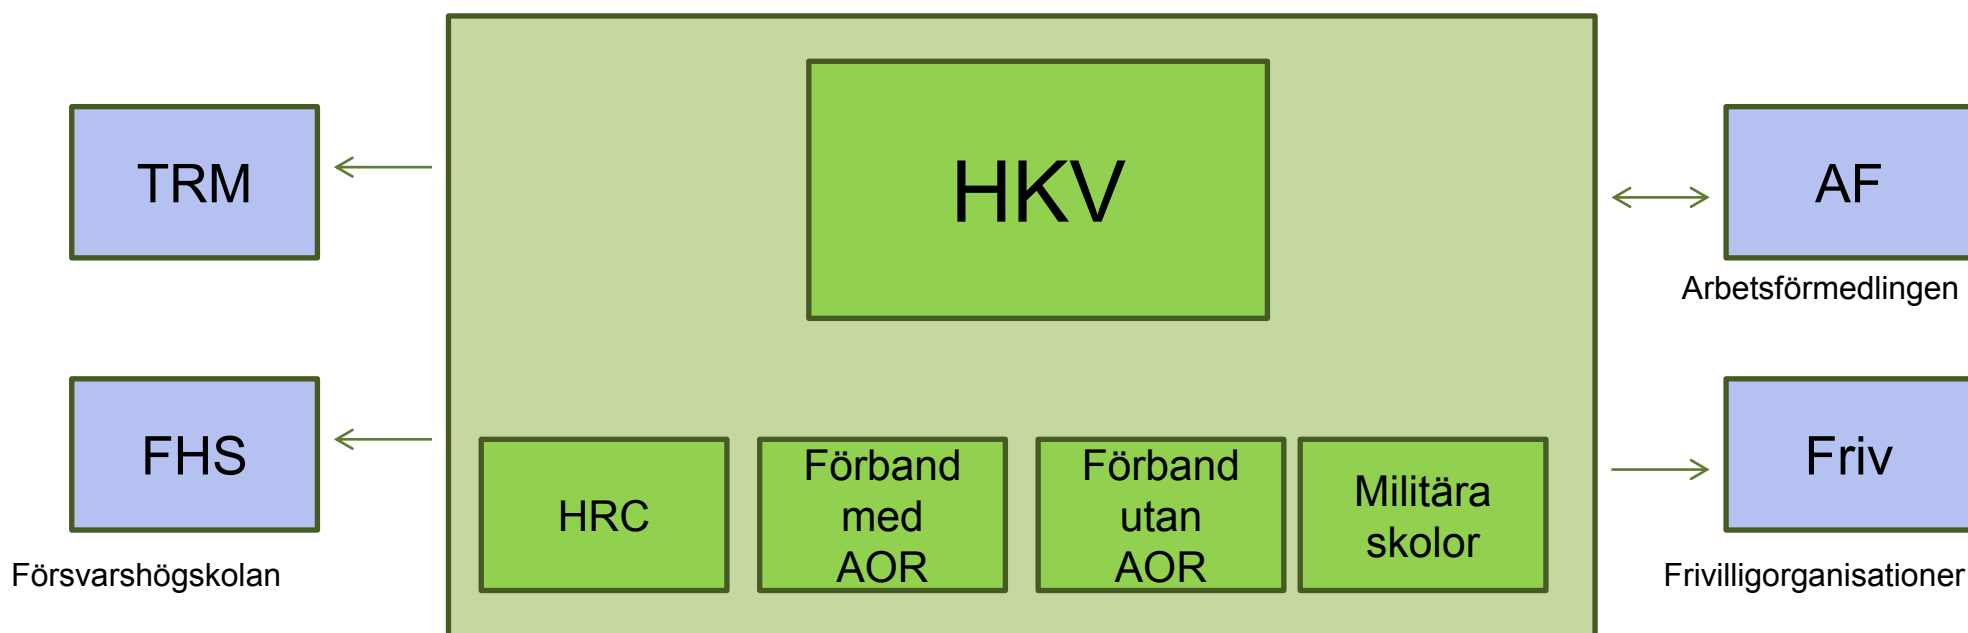 HKV
TRM
AF
Arbetsförmedlingen
FHS
Försvarshögskolan
HRC
Förband
med
AOR
Förband
utan
AOR
Militära
skolor
Friv
Frivilligorganisationer